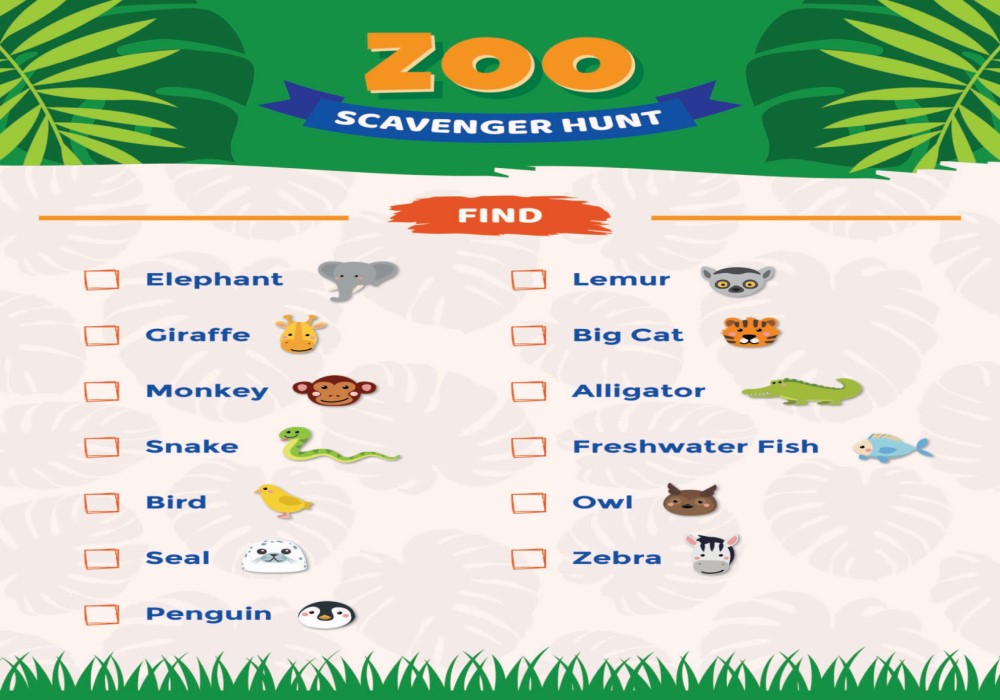 ZOO
SCAVENGER HUNT
FIND
Elephant
Giraffe
Monkey
Snake
Bird
Seal
Penguin
Lemur
Big Cat
Alligator
Freshwater Fish
Owl
Zebra